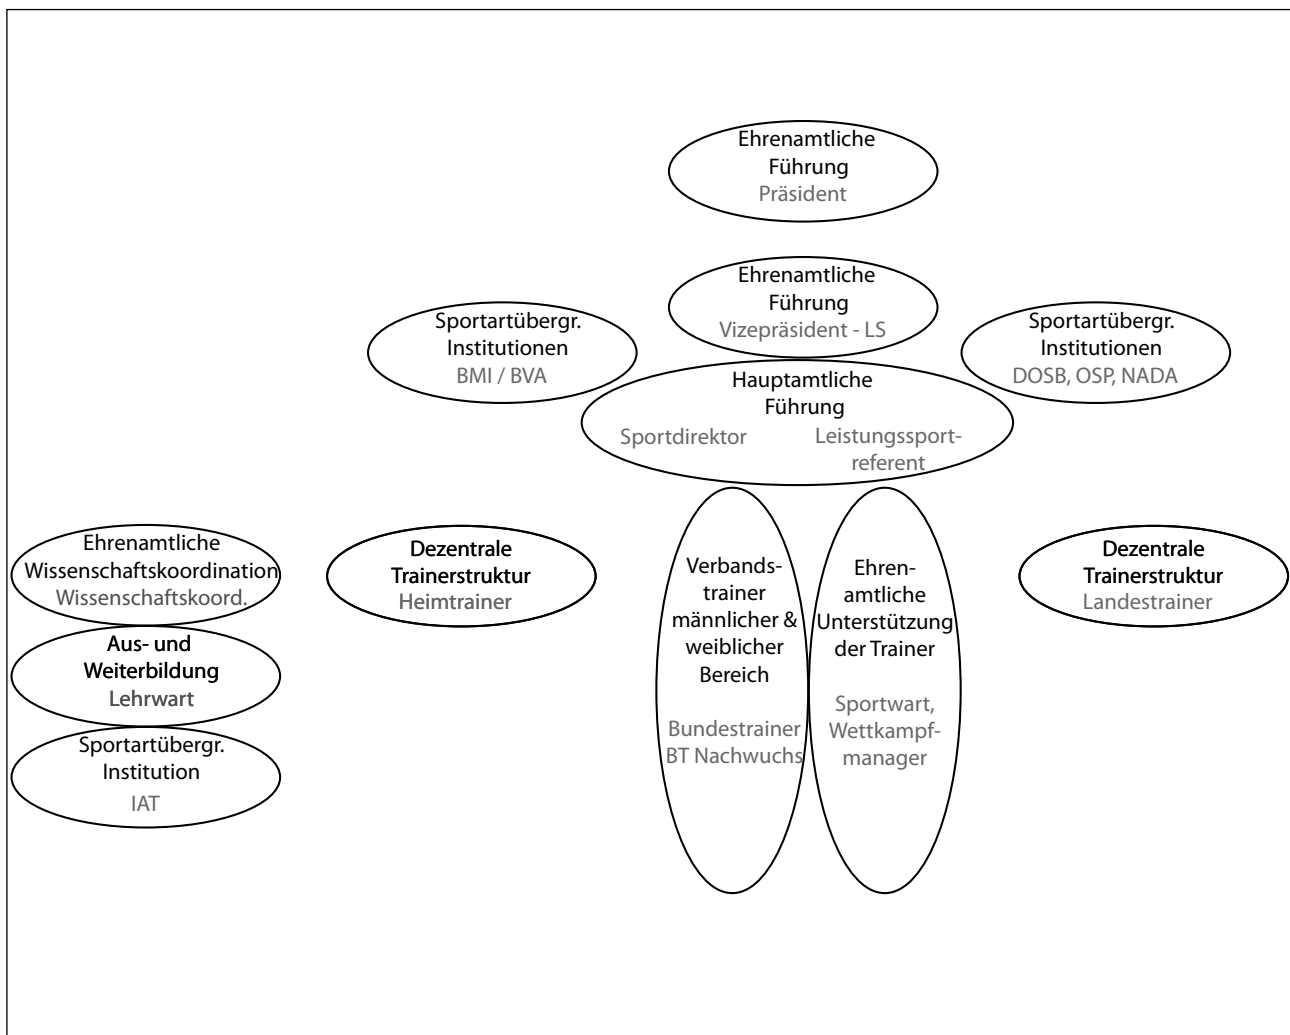 Ehrenamtliche
Führung
Präsident
Ehrenamtliche
Führung
Vizepräsident - LS
Sportartübergr.
Institutionen
BMI / BVA
Sportartübergr.
Institutionen
DOSB, OSP, NADA
Hauptamtliche
Führung
Sportdirektor
Leistungssport-
referent
Ehrenamtliche
Wissenschaftskoordination
Wissenschaftskoord.
Aus- und
Weiterbildung
Lehrwart
Sportartübergr.
Institution
IAT
Dezentrale
Trainerstruktur
Heimtrainer
Verbands-
trainer
männlicher &
weiblicher
Bereich
Bundestrainer
BT Nachwuchs
Ehren-
amtliche
Unterstützung
der Trainer
Sportwart,
Wettkampf-
manager
Dezentrale
Trainerstruktur
Landestrainer